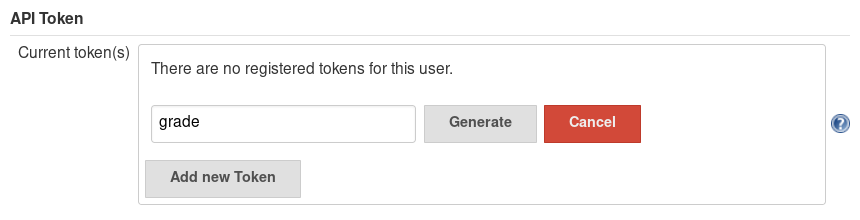 API Token
Current token(s)
There are no registered tokens for this user.
grade
Generate
Cancel
?
Add new Token